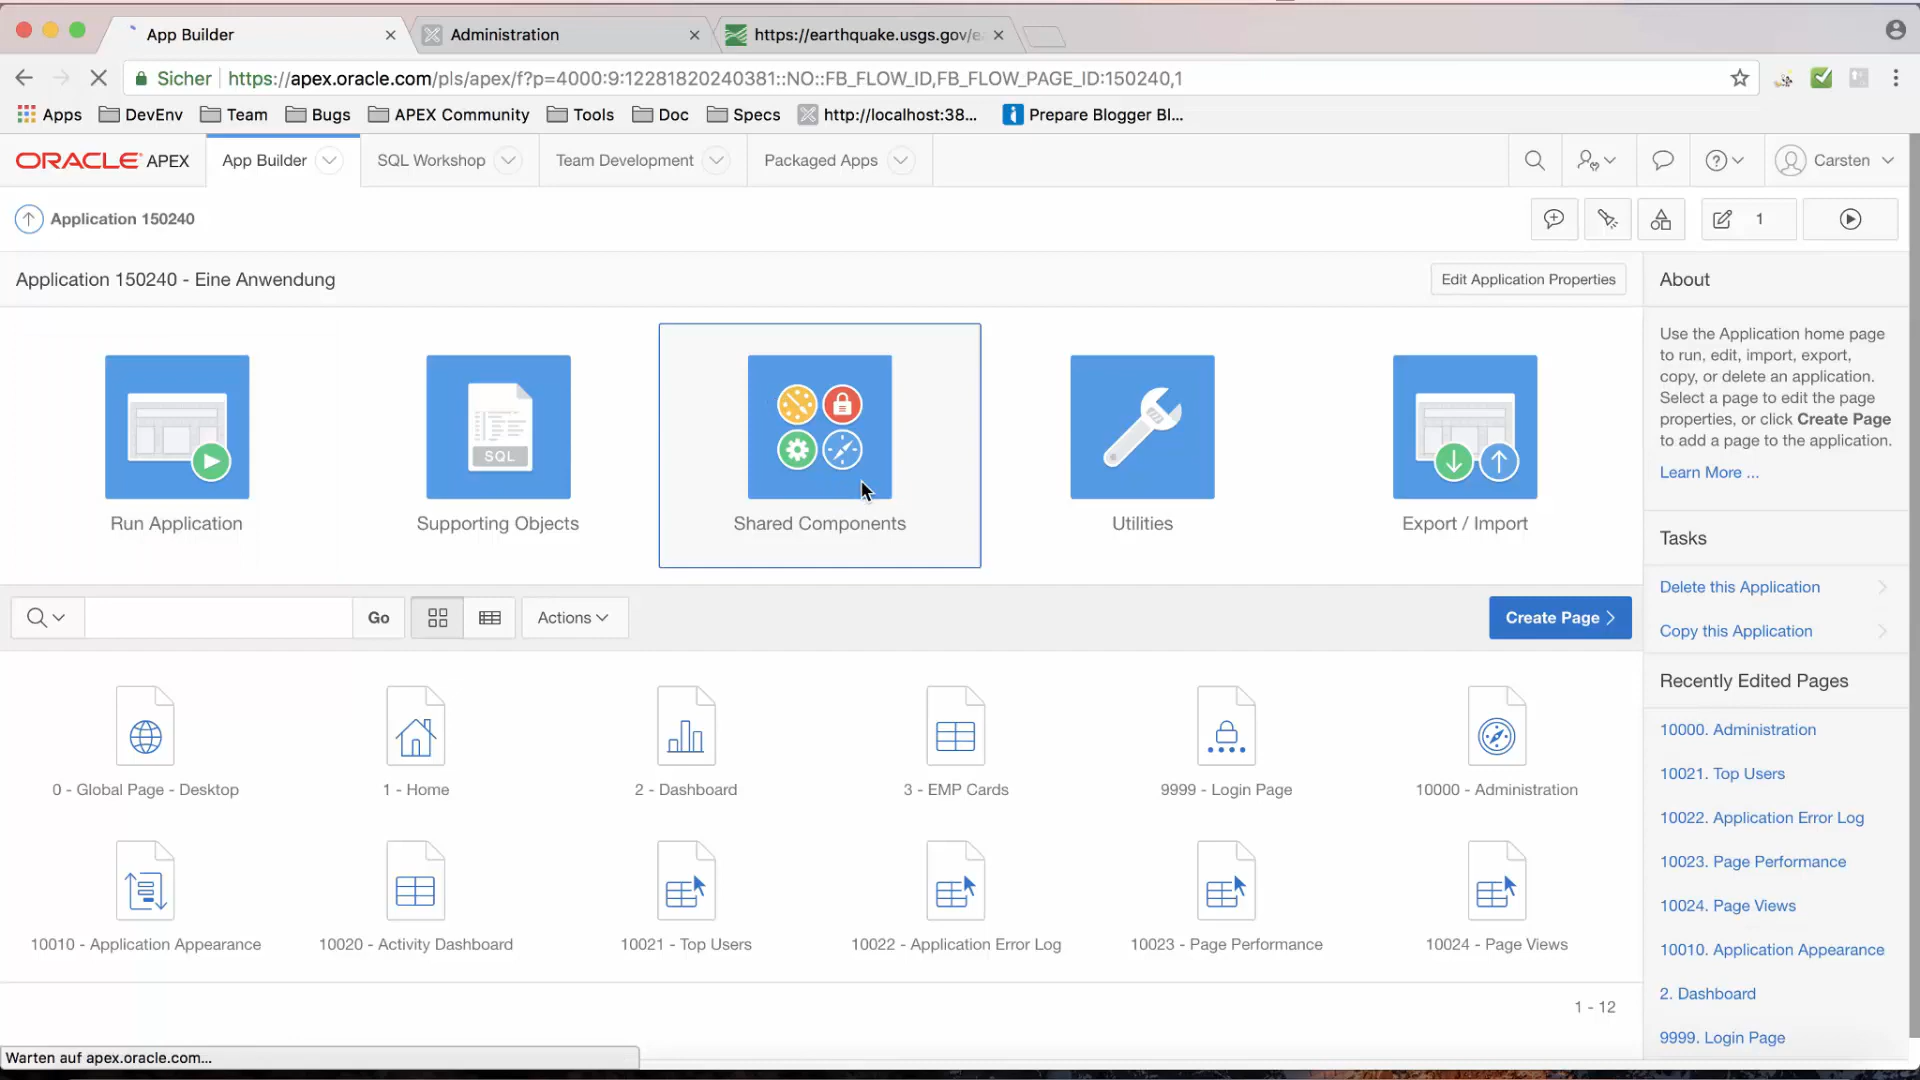 App Builder
Administration
https://earthquake.usgs.gov/e
Sicher https://apex.oracle.com/pls/apex/f?p=4000:9:12281820240381::NO::FB_FLOW_ID,FB_FLOW_PAGE_ID:150240,1
Apps DevEnv Team Bugs APEX Community Tools Doc Specs http://localhost:38... Prepare Blogger Bl...
ORACLE APEX App Builder SQL Workshop Team Development Packaged Apps Carsten
Application 150240
1
Application 150240 - Eine Anwendung
Edit Application Properties
SQL
Run Application
Supporting Objects
Shared Components
Utilities
Export / Import
Go
Actions
Create Page
0 - Global Page - Desktop
1 - Home
2 - Dashboard
3 - EMP Cards
9999 - Login Page
10000 - Administration
10010 - Application Appearance
10020 - Activity Dashboard
10021 - Top Users
10022 - Application Error Log
10023 - Page Performance
10024 - Page Views
1 - 12
About
Use the Application home page
to run, edit, import, export,
copy, or delete an application.
Select a page to edit the page
properties, or click Create Page
to add a page to the application.
Learn More ...
Tasks
Delete this Application
Copy this Application
Recently Edited Pages
10000. Administration
10021. Top Users
10022. Application Error Log
10023. Page Performance
10024. Page Views
10010. Application Appearance
2. Dashboard
9999. Login Page
Warten auf apex.oracle.com...